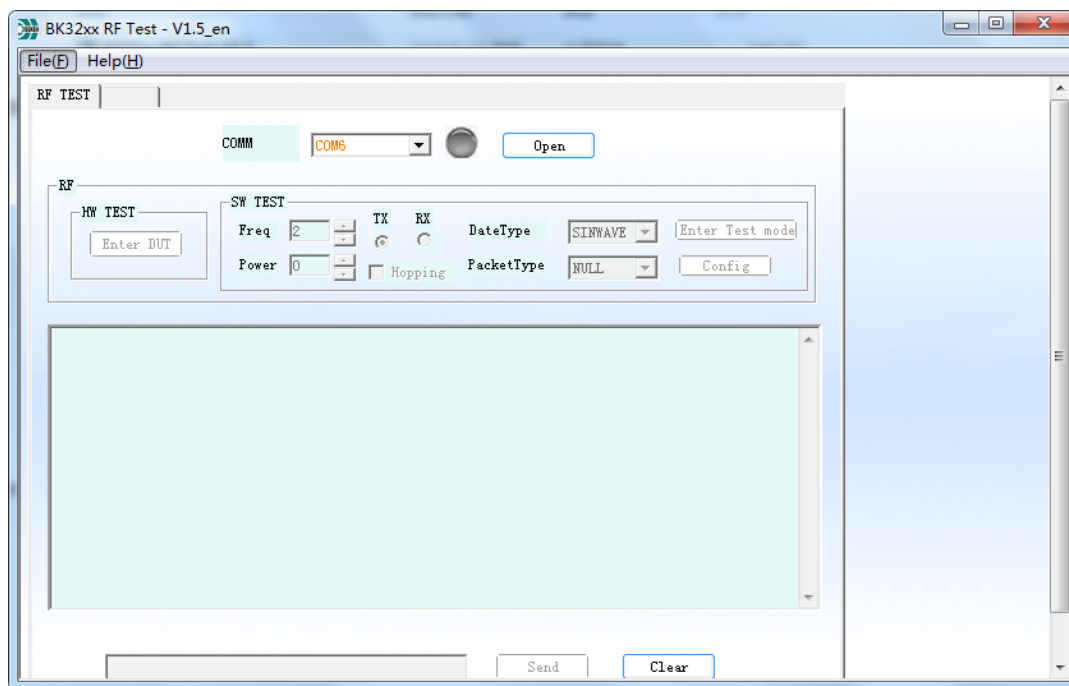 BK32xx RF Test - V1.5_en
File(F) Help(H)
RF TEST
COMM COM6 Open
RF
HW TEST
Enter DUT
SW TEST
Freq 2 TX RX DateType SINWAVE Enter Test mode
Power 0 Hopping PacketType NULL Config
Send Clear